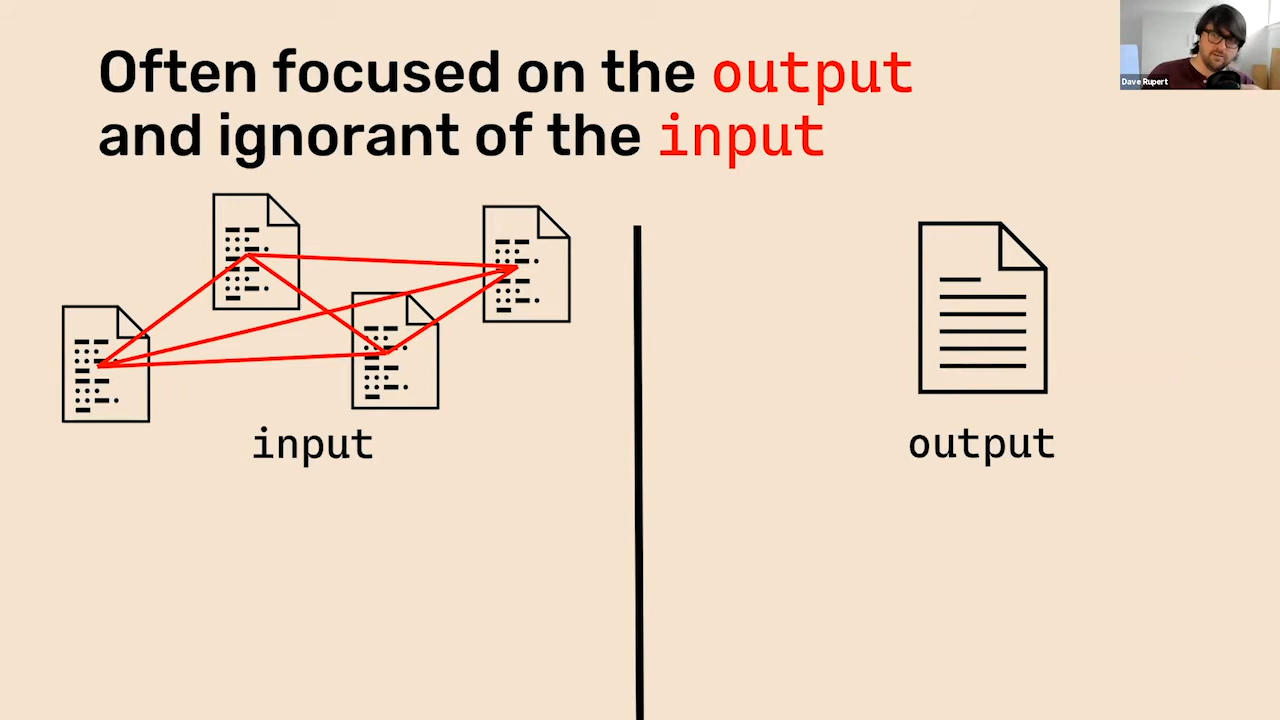 Often focused on the output
and ignorant of the input
Dave Rupert
input
output